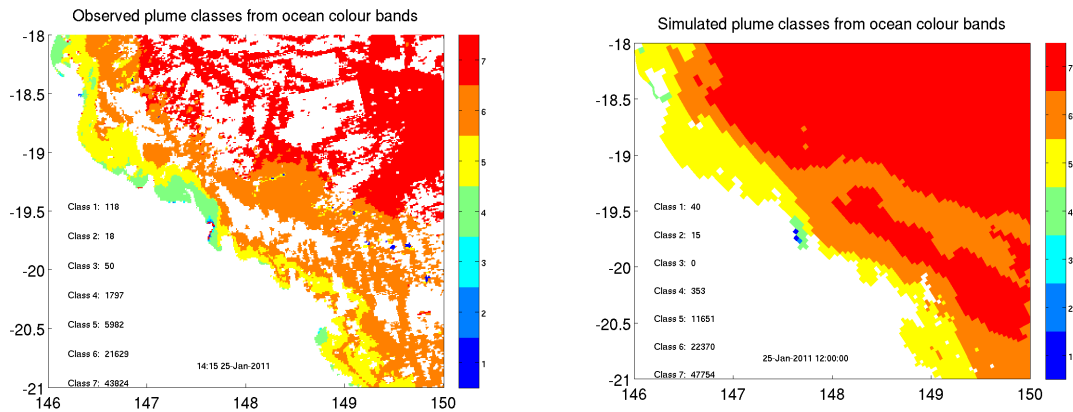 Observed plume classes from ocean colour bands
-18
-18.5
-19
-19.5
-20
-20.5
-21
146
147
148
149
150
Class 1: 118
Class 2: 18
Class 3: 50
Class 4: 1797
Class 5: 5982
Class 6: 21629
Class 7: 43824
14:15 25-Jan-2011
7
6
5
4
3
2
1
Simulated plume classes from ocean colour bands
-18
-18.5
-19
-19.5
-20
-20.5
-21
146
147
148
149
150
Class 1: 40
Class 2: 15
Class 3: 0
Class 4: 353
Class 5: 11651
Class 6: 22370
Class 7: 47754
25-Jan-2011 12:00:00
7
6
5
4
3
2
1